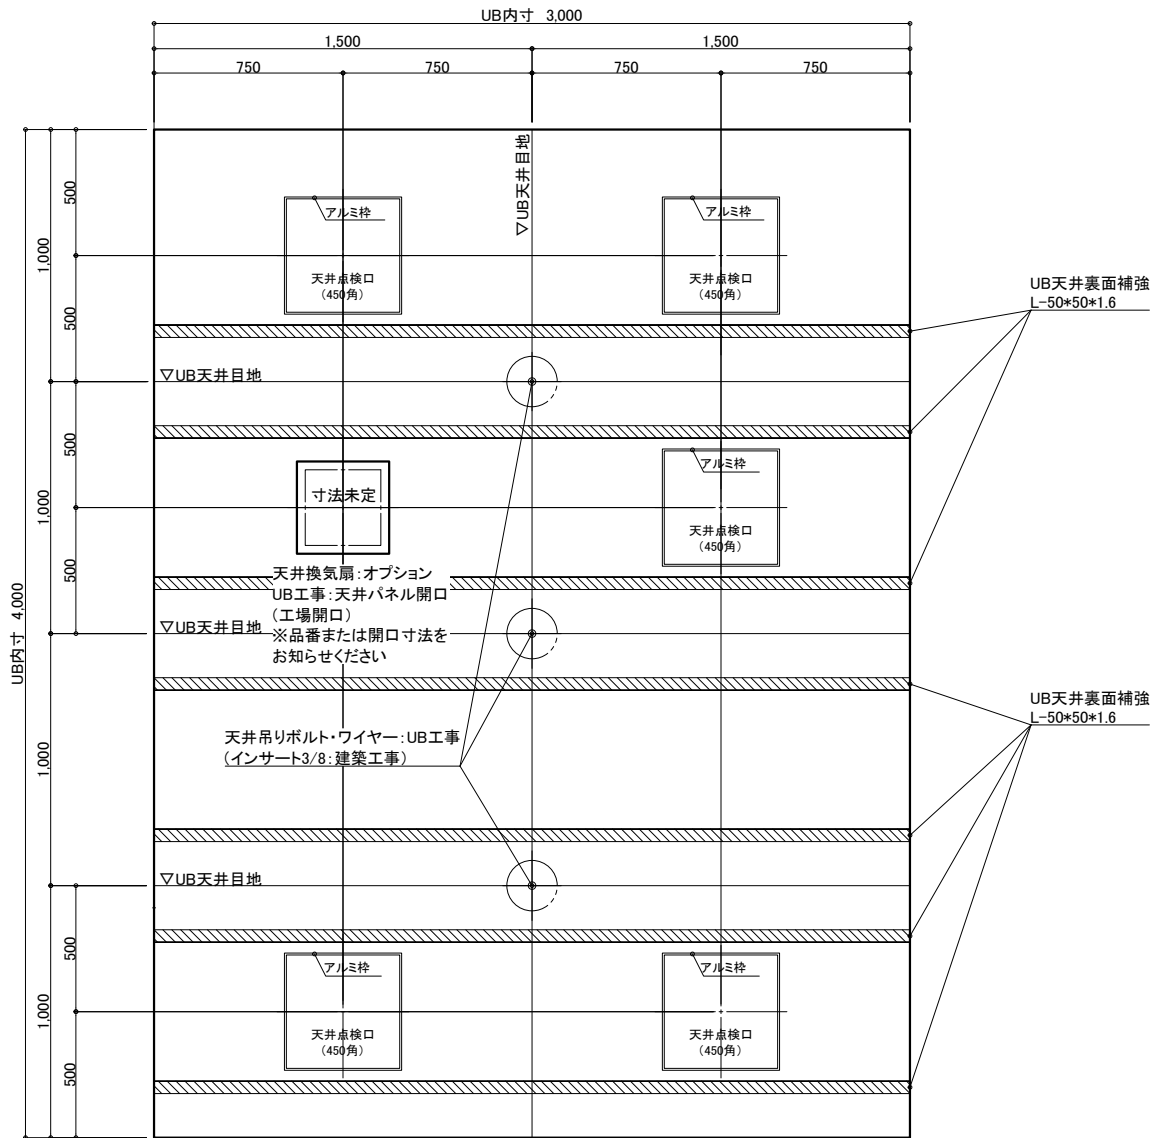 UB内寸 3,000
1,500
1,500
750
750
750
750
▽UB天井目地
500
アルミ枠
アルミ枠
1,000
天井点検口
(450角)
天井点検口
(450角)
UB天井裏面補強
L-50*50*1.6
500
▽UB天井目地
500
アルミ枠
寸法未定
1,000
天井点検口
(450角)
500
天井換気扇:オプション
UB工事:天井パネル開口
(工場開口)
※品番または開口寸法を
お知らせください
UB内寸 4,000
▽UB天井目地
UB天井裏面補強
L-50*50*1.6
天井吊りボルト・ワイヤー:UB工事
(インサート3/8:建築工事)
1,000
▽UB天井目地
500
アルミ枠
アルミ枠
1,000
天井点検口
(450角)
天井点検口
(450角)
500